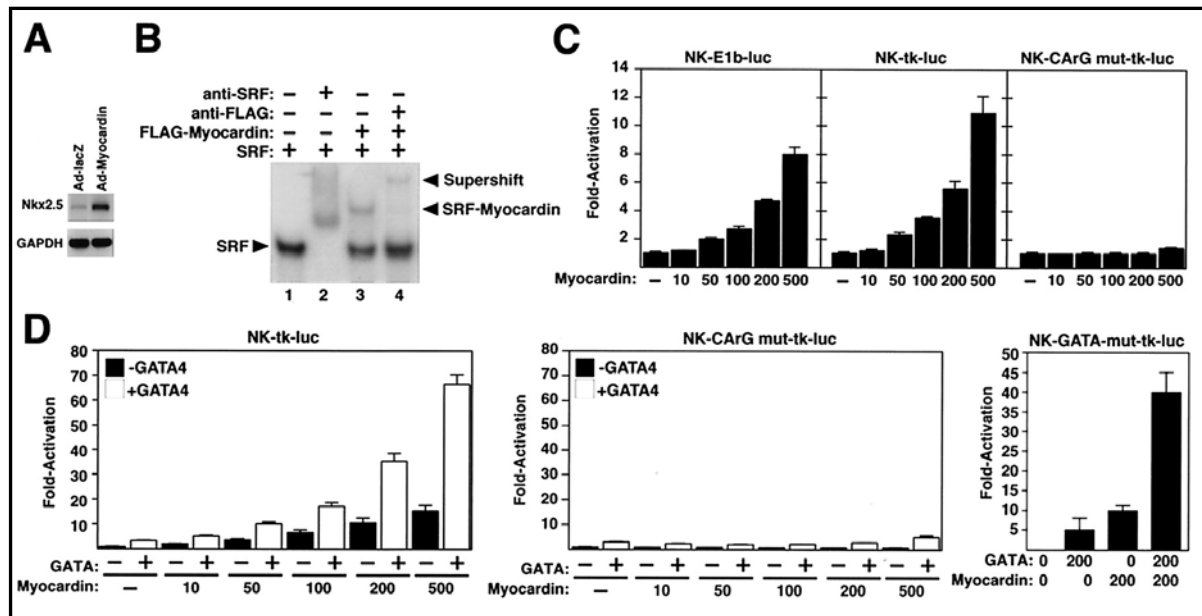 A
Ad-lacZ
Ad-Myocardin
Nkx2.5
GAPDH
B
anti-SRF: – + – –
anti-FLAG: – – – +
FLAG-Myocardin: – – + +
SRF: + + + +
Supershift
SRF-Myocardin
SRF
1 2 3 4
C
NK-E1b-luc NK-tk-luc NK-CArG mut-tk-luc
Fold-Activation
14
12
10
8
6
4
2
Myocardin: – 10 50 100 200 500 – 10 50 100 200 500 – 10 50 100 200 500
D
NK-tk-luc
-GATA4
+GATA4
Fold-Activation
80
70
60
50
40
30
20
10
GATA: – + – + – + – + – + – +
Myocardin: – 10 50 100 200 500
NK-CArG mut-tk-luc
-GATA4
+GATA4
Fold-Activation
80
70
60
50
40
30
20
10
GATA: – + – + – + – + – + – +
Myocardin: – 10 50 100 200 500
NK-GATA-mut-tk-luc
Fold-Activation
50
45
40
35
30
25
20
15
10
5
GATA: 0 200 0 200
Myocardin: 0 0 200 200